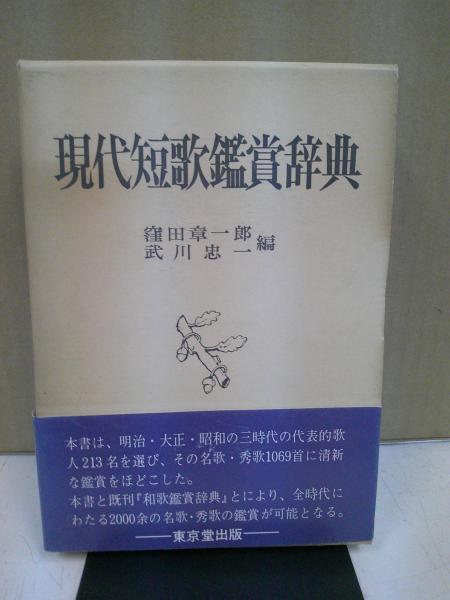 現代短歌鑑賞辞典
窪田章一郎
武川忠一
編
本書は、明治・大正・昭和の三時代の代表的歌
人213名を選び、その名歌・秀歌1069首に清新
な鑑賞をほどこした。
本書と既刊『和歌鑑賞辞典』とにより、全時代に
わたる2000余の名歌・秀歌の鑑賞が可能となる。
東京堂出版